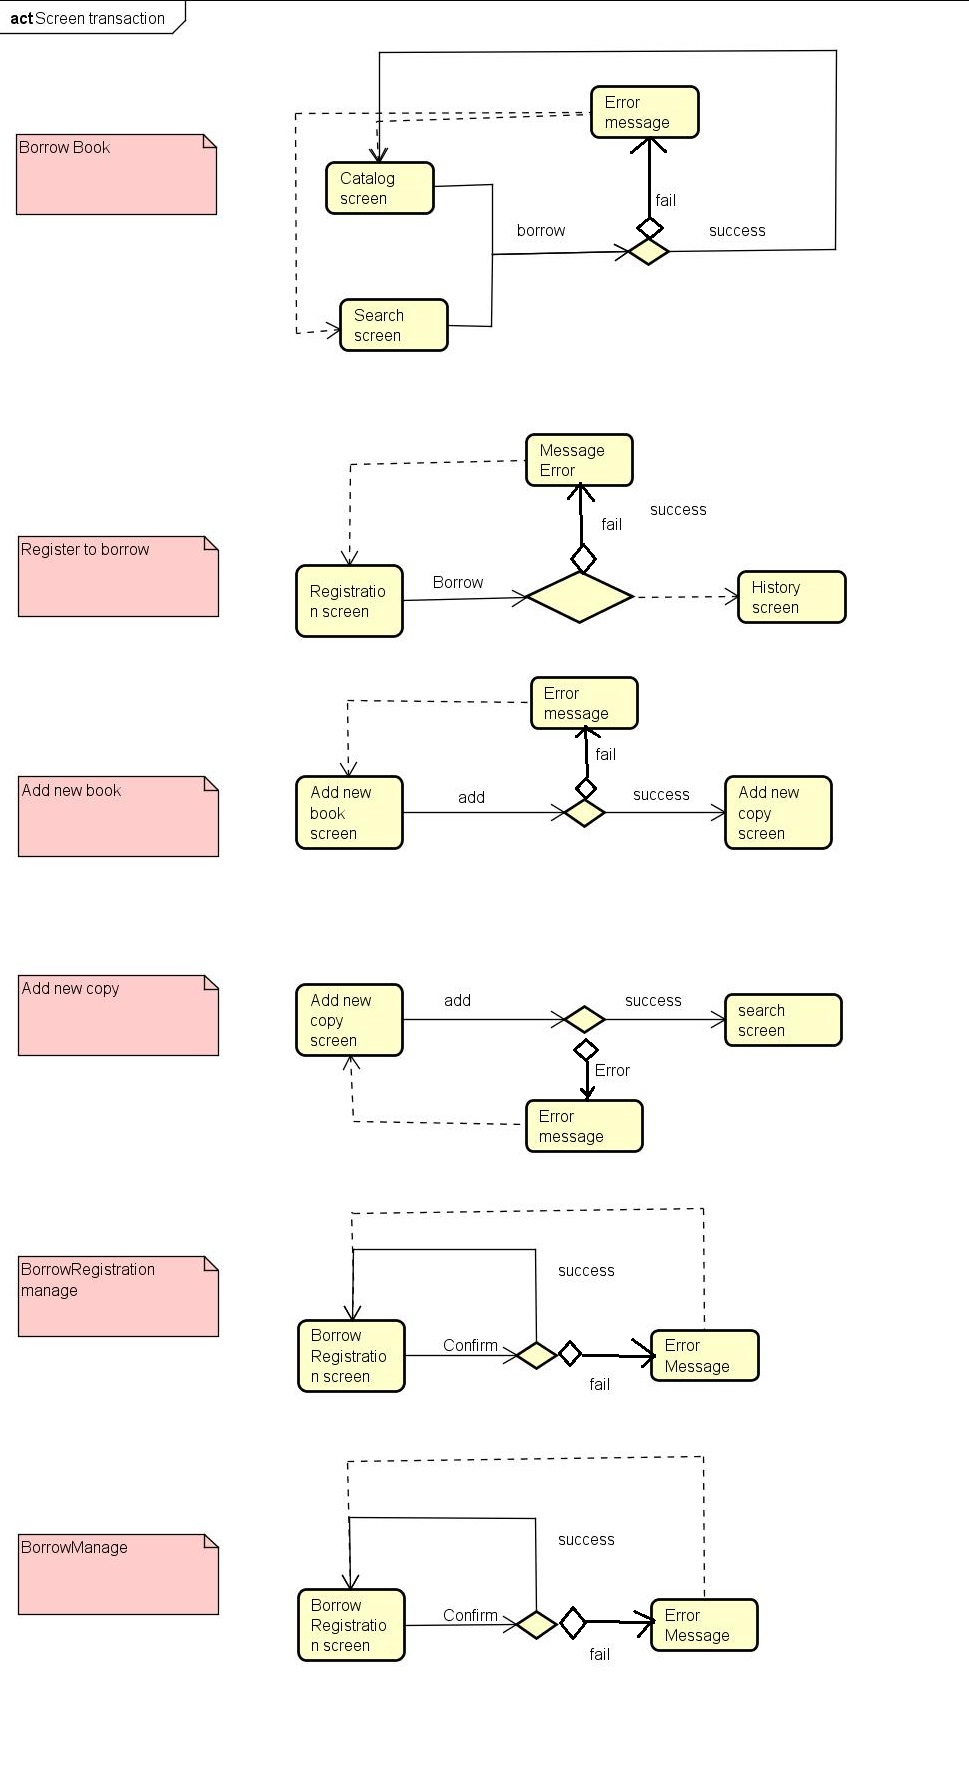 act Screen transaction
Borrow Book
Error
message
Catalog
screen
fail
borrow
success
Search
screen
Register to borrow
Message
Error
success
fail
Registratio
n screen
Borrow
History
screen
Add new book
Error
message
fail
Add new
book
screen
add
success
Add new
copy
screen
Add new copy
Add new
copy
screen
add
success
search
screen
Error
Error
message
BorrowRegistration
manage
success
Borrow
Registratio
n screen
Confirm
fail
Error
Message
BorrowManage
success
Borrow
Registratio
n screen
Confirm
fail
Error
Message